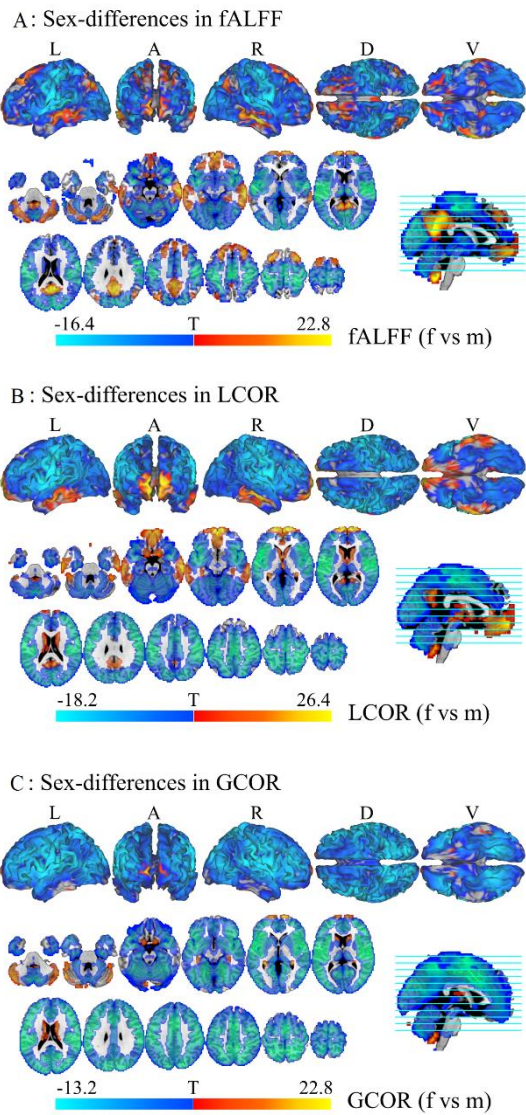 A: Sex-differences in fALFF
L A R D V
-16.4 T 22.8
fALFF (f vs m)
B: Sex-differences in LCOR
L A R D V
-18.2 T 26.4
LCOR (f vs m)
C: Sex-differences in GCOR
L A R D V
-13.2 T 22.8
GCOR (f vs m)